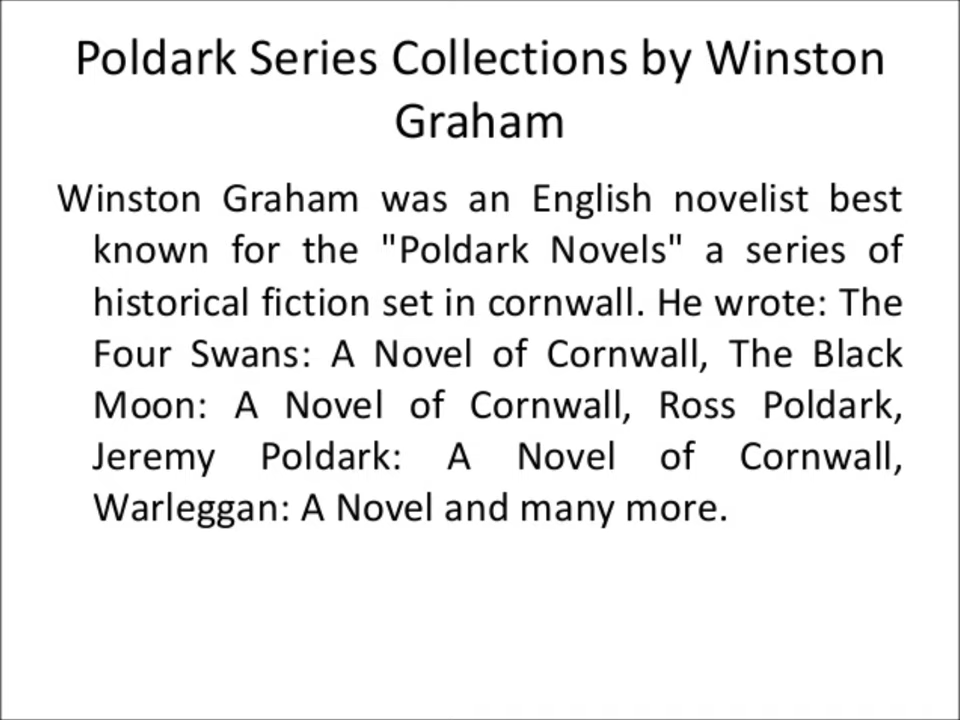 Poldark Series Collections by Winston
Graham
Winston Graham was an English novelist best
known for the "Poldark Novels" a series of
historical fiction set in cornwall. He wrote: The
Four Swans: A Novel of Cornwall, The Black
Moon: A Novel of Cornwall, Ross Poldark,
Jeremy Poldark: A Novel of Cornwall,
Warleggan: A Novel and many more.